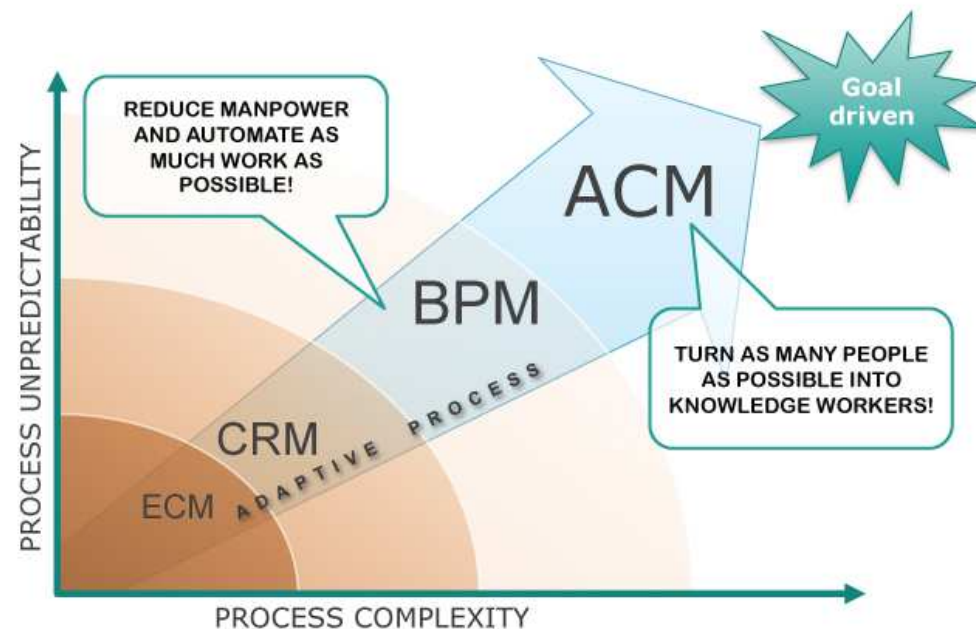 Goal
driven
REDUCE MANPOWER
AND AUTOMATE AS
MUCH WORK AS
POSSIBLE!
ACM
BPM
TURN AS MANY PEOPLE
AS POSSIBLE INTO
KNOWLEDGE WORKERS!
CRM
ECM
ADAPTIVE PROCESS
PROCESS UNPREDICTABILITY
PROCESS COMPLEXITY